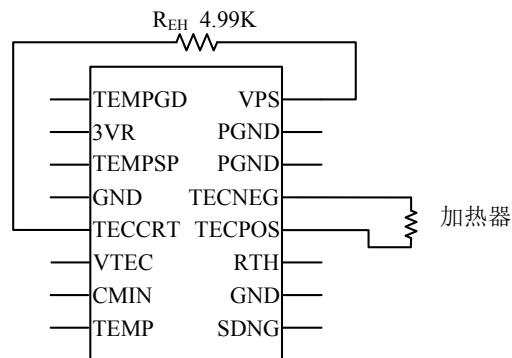 R_EH 4.99K
TEMPGD VPS
3VR PGND
TEMPSP PGND
GND TECNEG
TECCRT TECPOS
加热器
VTEC RTH
CMIN GND
TEMP SDNG